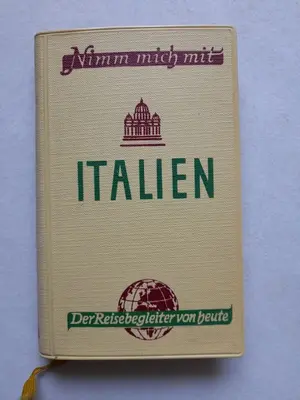 Nimm mich mit
ITALIEN
Der Reisebegleiter von heute